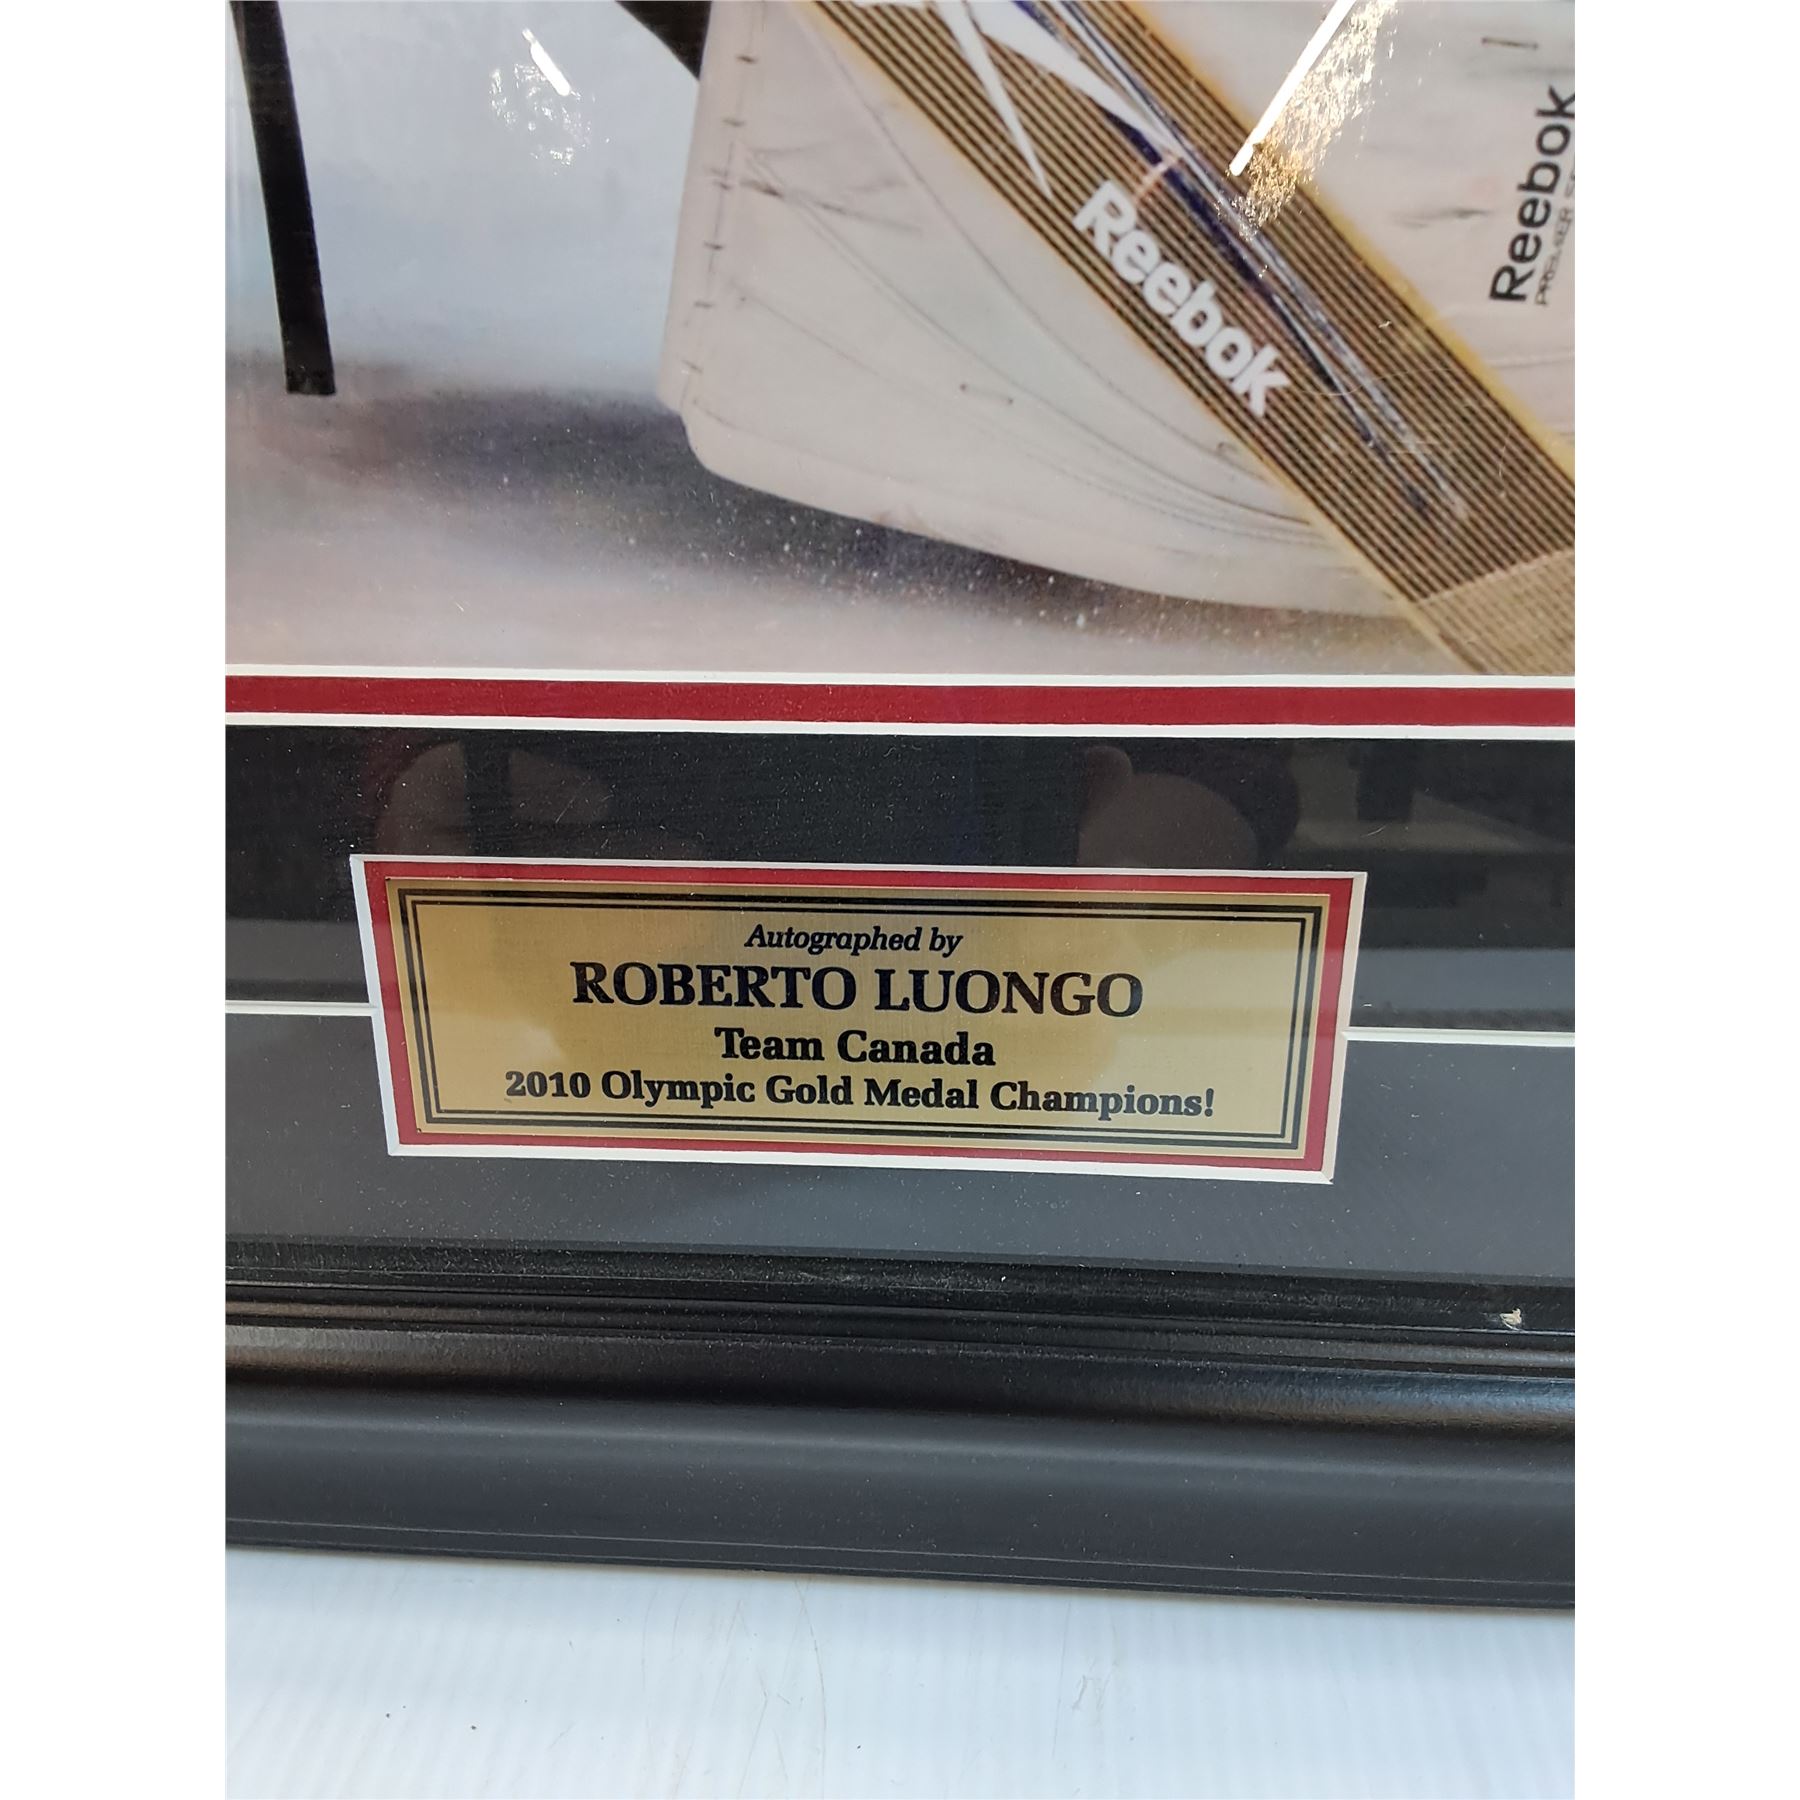 Reebok
Reebok
Autographed by
ROBERTO LUONGO
Team Canada
2010 Olympic Gold Medal Champions!